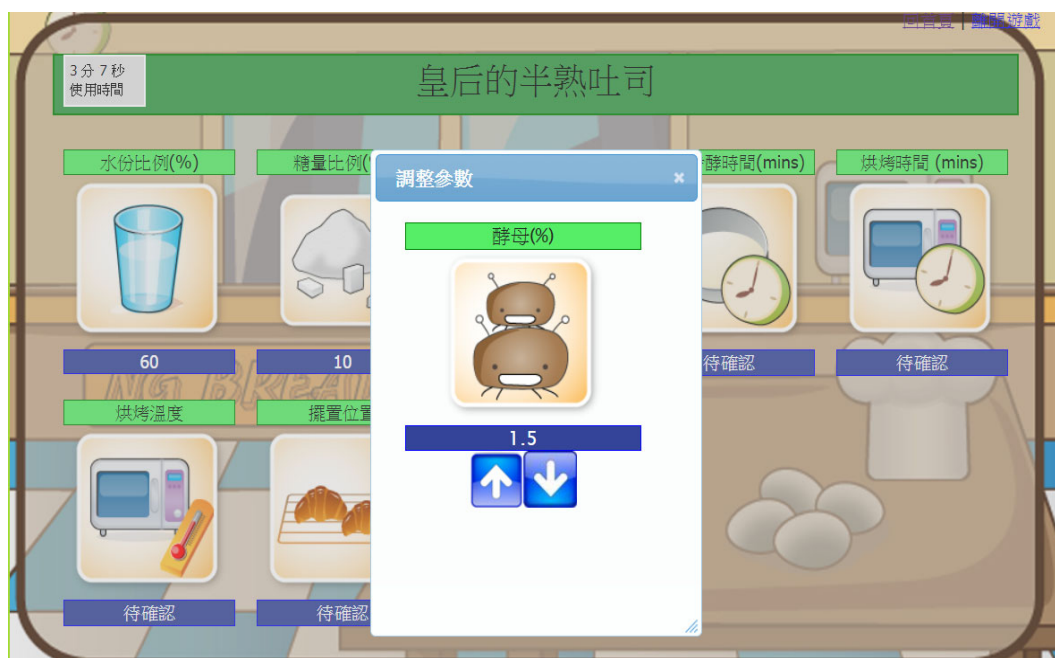 回首頁 | 離開遊戲
3分7秒
使用時間
皇后的半熟吐司
水份比例(%)
糖量比例(
酵時間(mins)
烘烤時間 (mins)
調整參數
×
酵母(%)
60
10
1.5
待確認
待確認
NG BREA
烘烤溫度
擺置位置
待確認
待確認